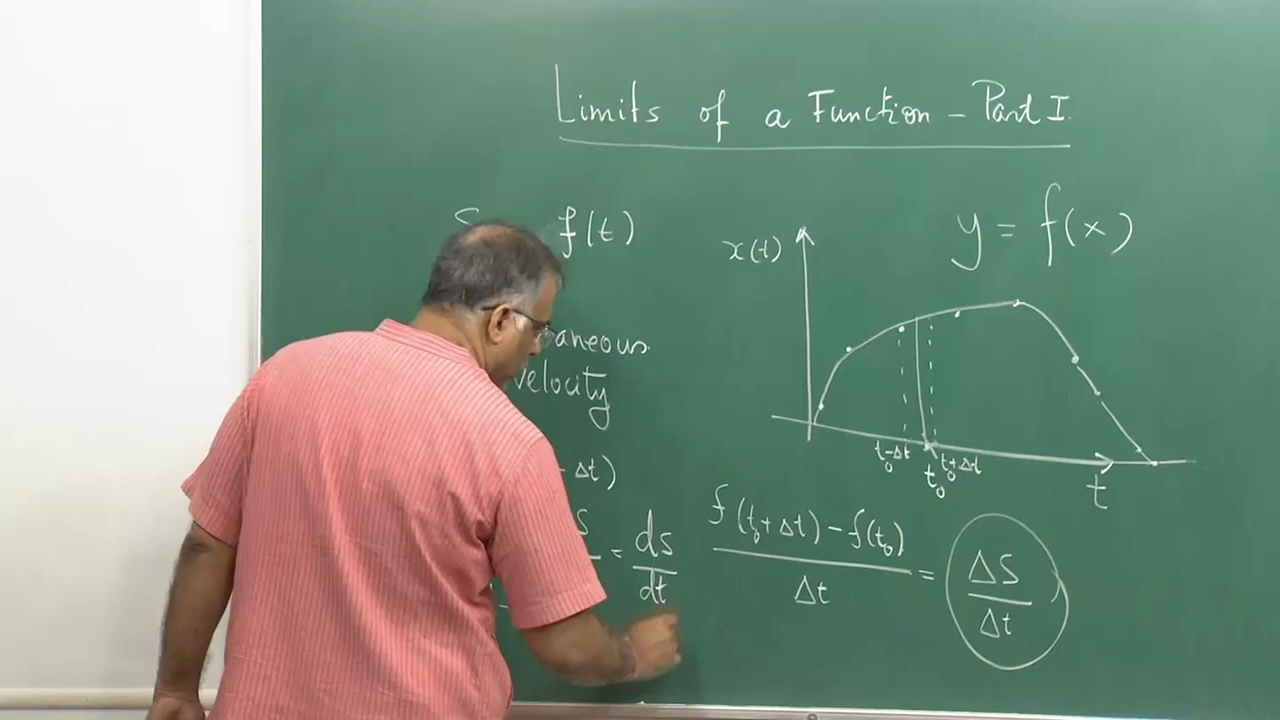 Limits of a Function - Part I
f(t)
y = f(x)
x(t)
velocity
t₀-Δt
t₀+Δt
t₀
t
Δt)
= ds/dt
(f(t₀+Δt) - f(t₀))/Δt = ΔS/Δt